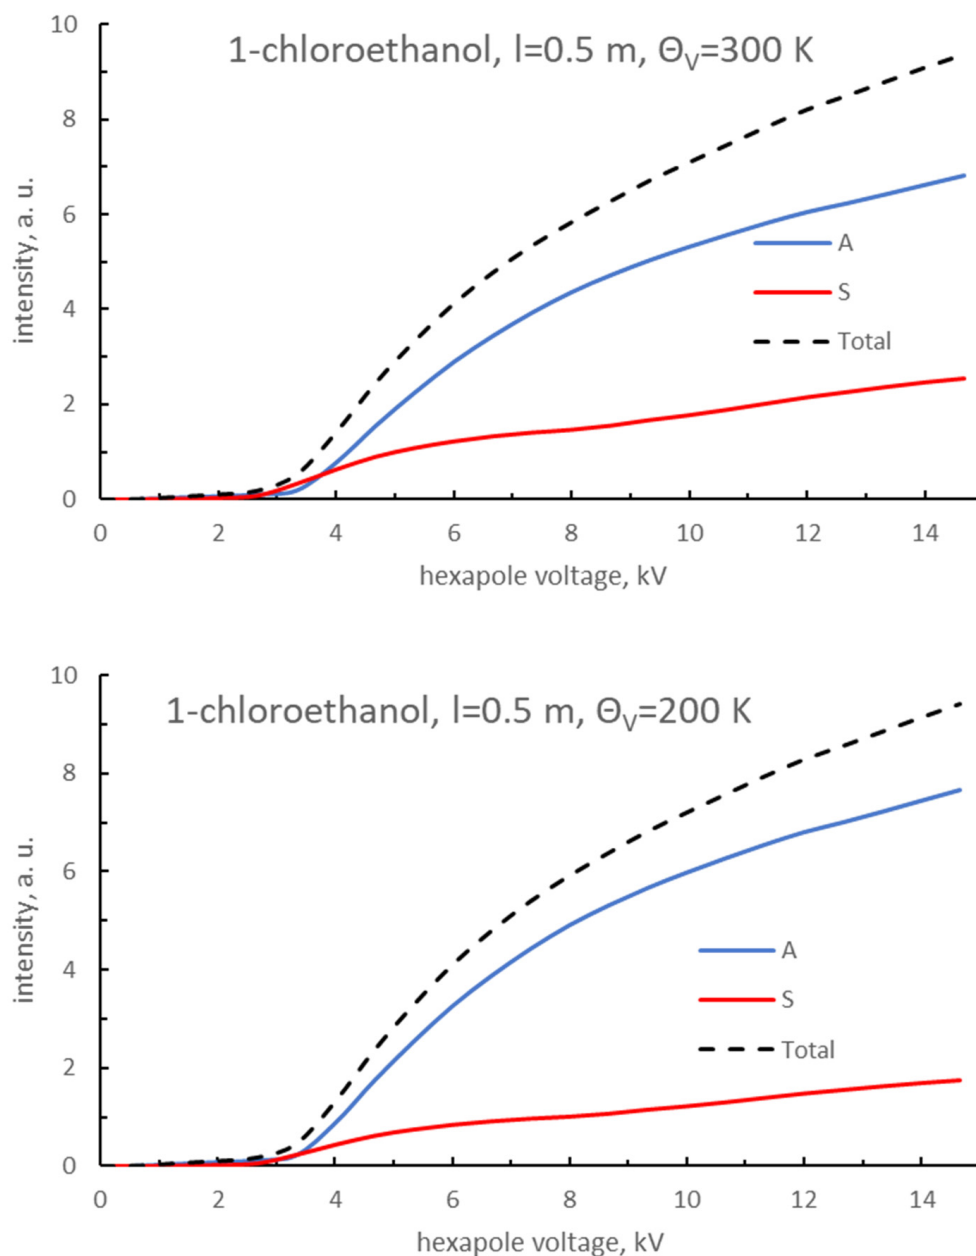 1-chloroethanol, l=0.5 m, ΘV=300 K
10
8
6
4
2
0
intensity, a. u.
A
S
Total
0 2 4 6 8 10 12 14
hexapole voltage, kV
1-chloroethanol, l=0.5 m, ΘV=200 K
10
8
6
4
2
0
intensity, a. u.
A
S
Total
0 2 4 6 8 10 12 14
hexapole voltage, kV